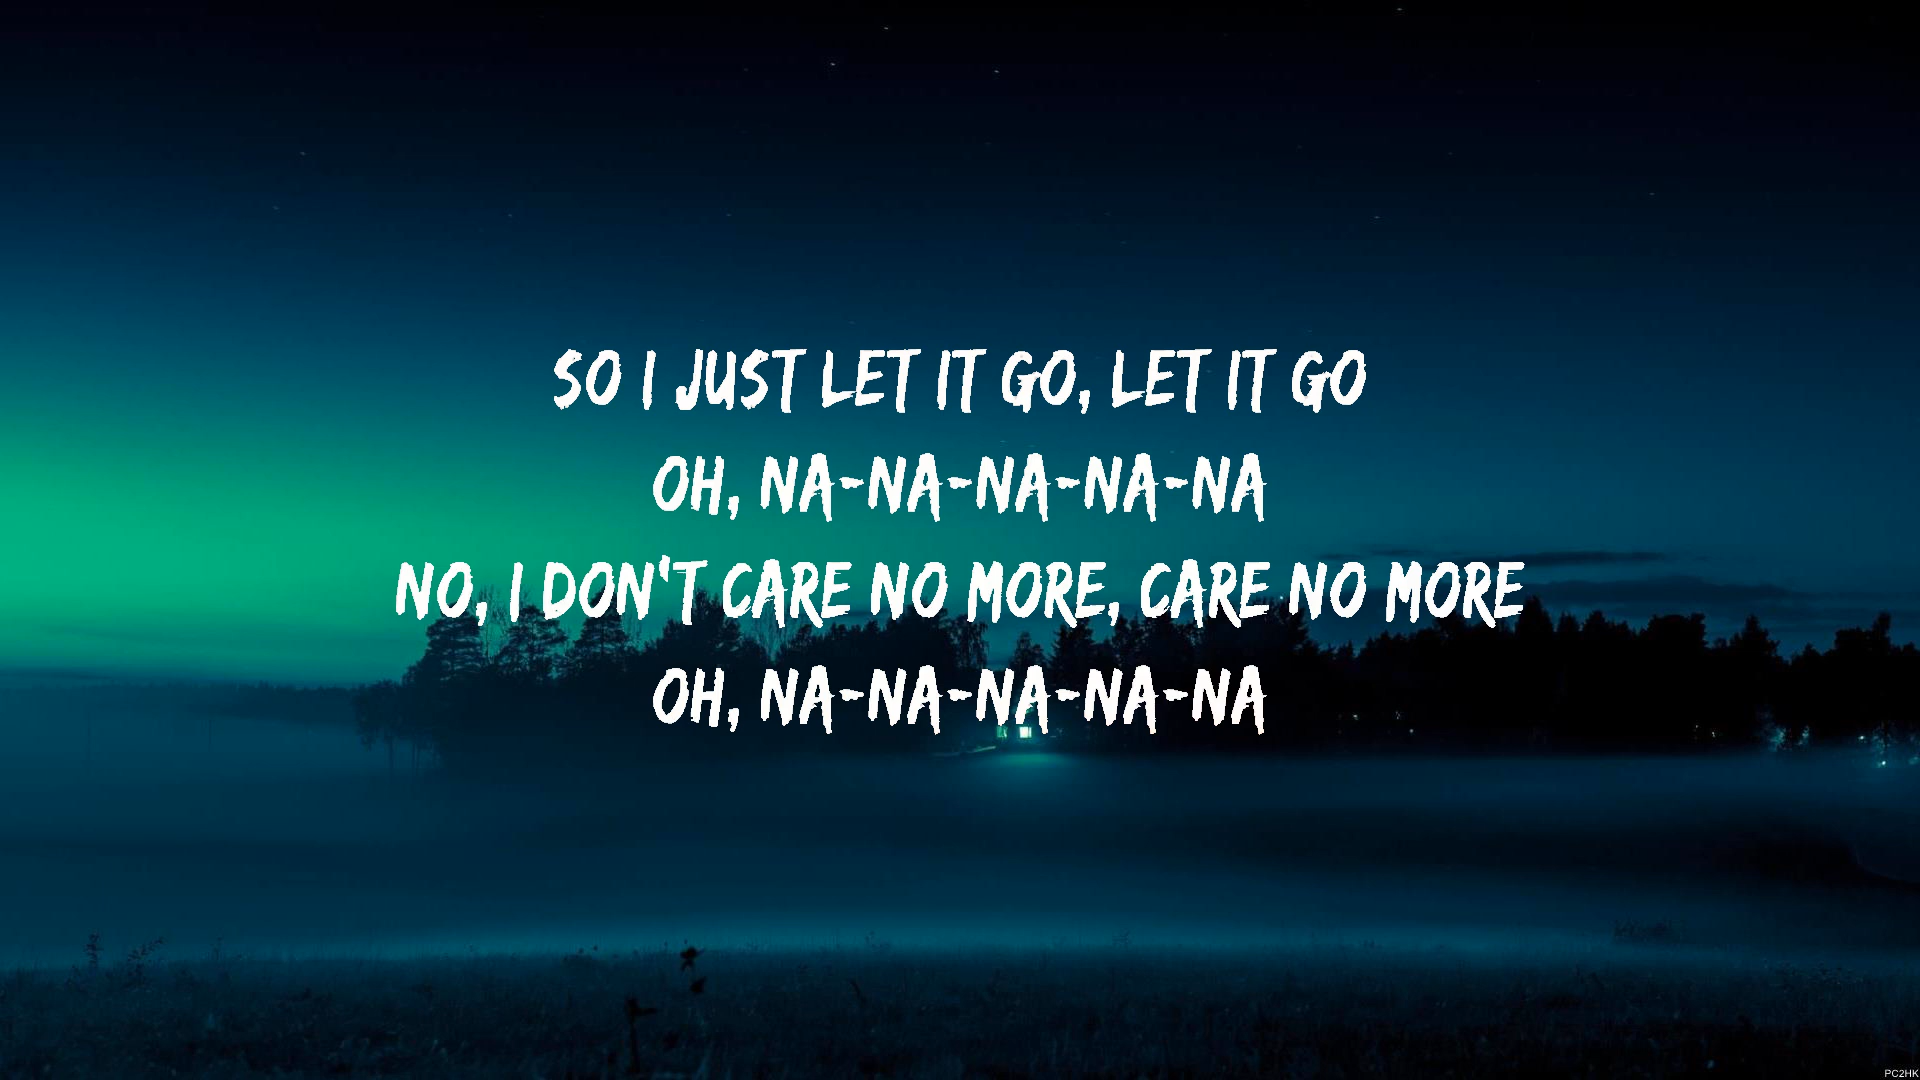 SO I JUST LET IT GO, LET IT GO
OH, NA-NA-NA-NA-NA
NO, I DON'T CARE NO MORE, CARE NO MORE
OH, NA-NA-NA-NA-NA
PC2HK